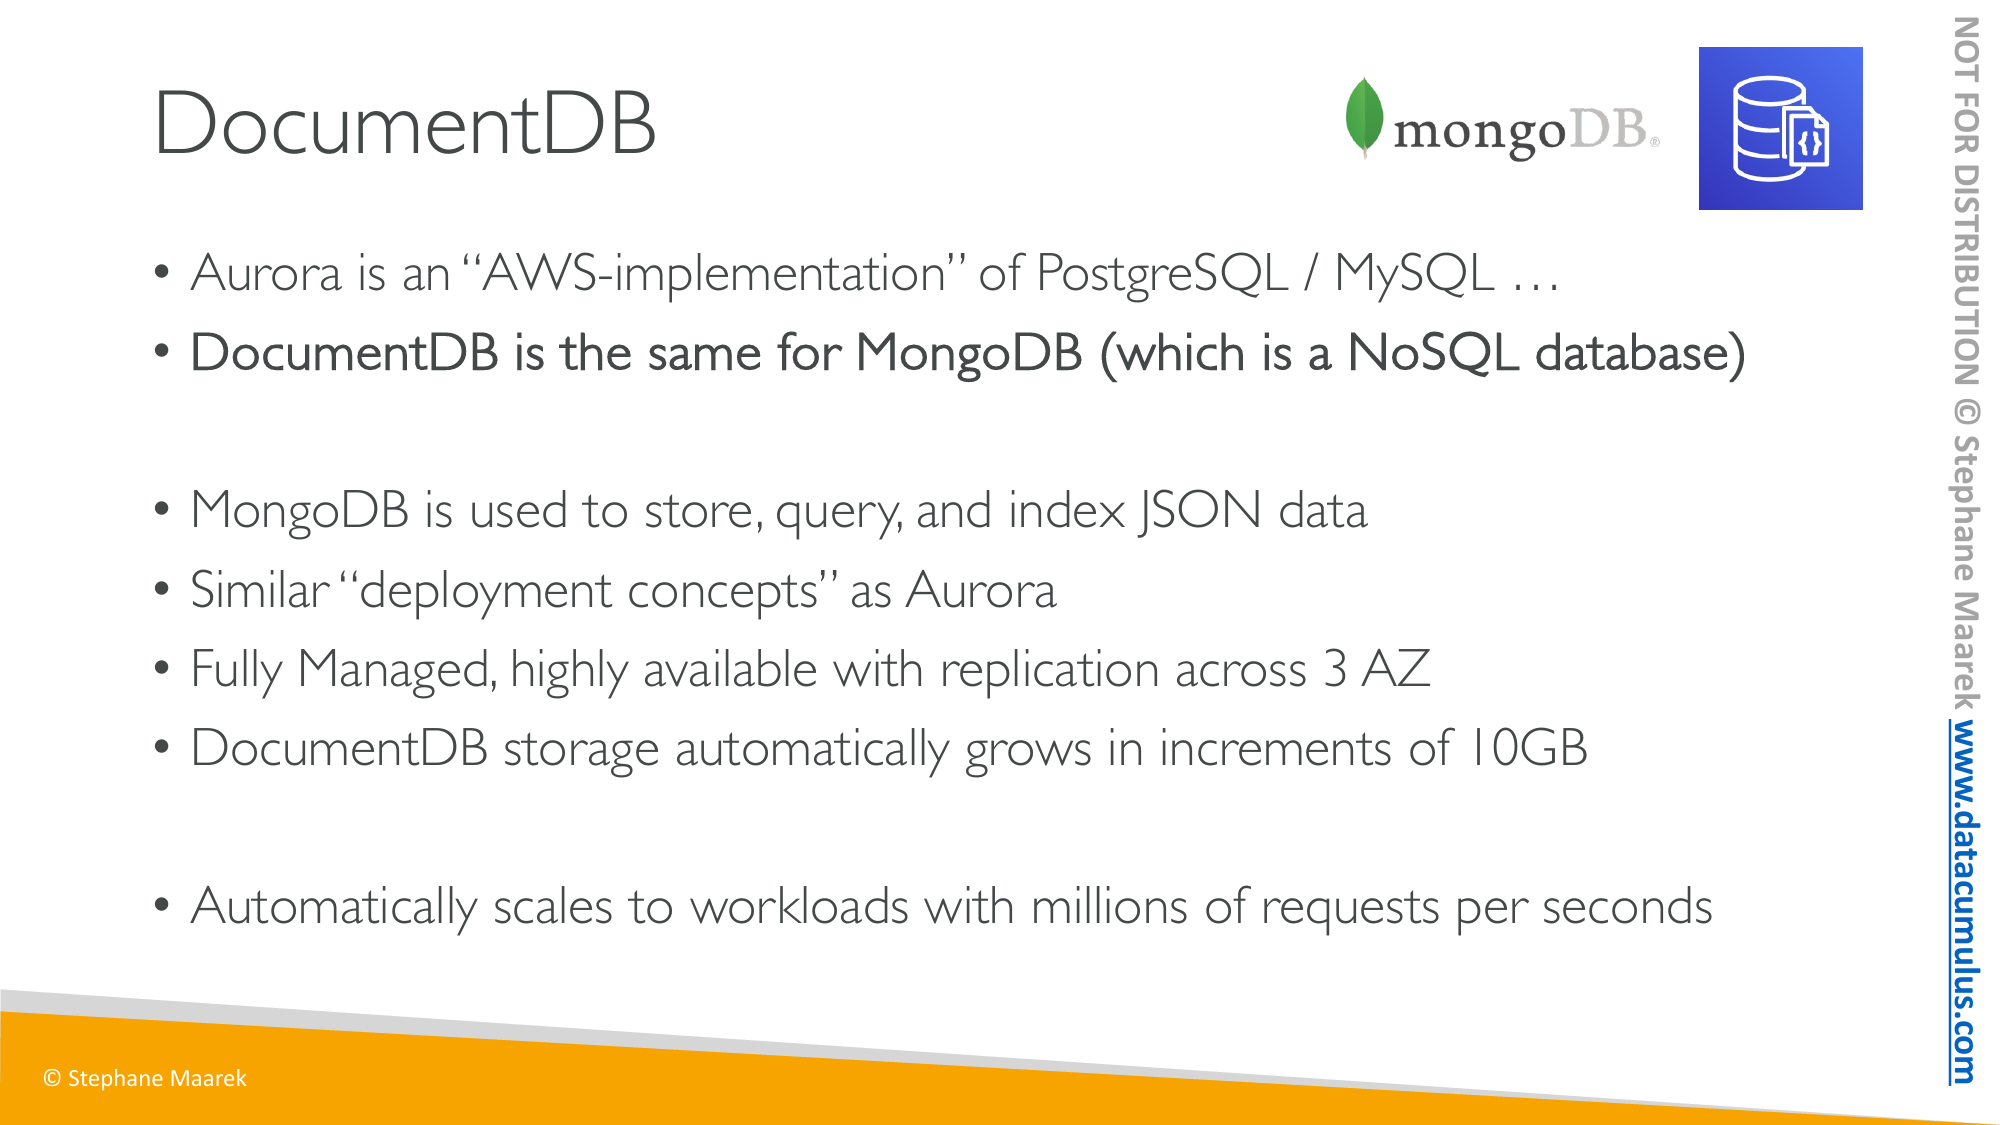 DocumentDB
mongoDB®
• Aurora is an “AWS-implementation” of PostgreSQL / MySQL …
• DocumentDB is the same for MongoDB (which is a NoSQL database)
• MongoDB is used to store, query, and index JSON data
• Similar “deployment concepts” as Aurora
• Fully Managed, highly available with replication across 3 AZ
• DocumentDB storage automatically grows in increments of 10GB
• Automatically scales to workloads with millions of requests per seconds
© Stephane Maarek
NOT FOR DISTRIBUTION © Stephane Maarek www.datacumulus.com